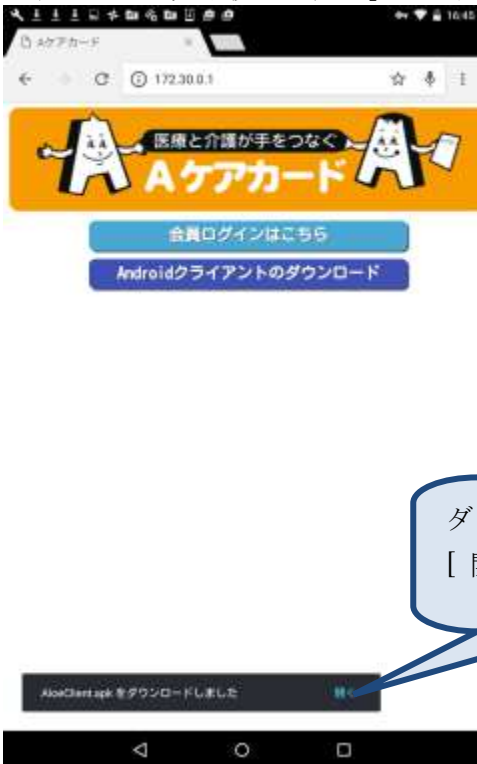 16:45
Aケアカード
172.30.0.1
医療と介護が手をつなぐ
Aケアカード
会員ログインはこちら
Androidクライアントのダウンロード
ダ
[ 開
AloeClient.apk をダウンロードしました
開く